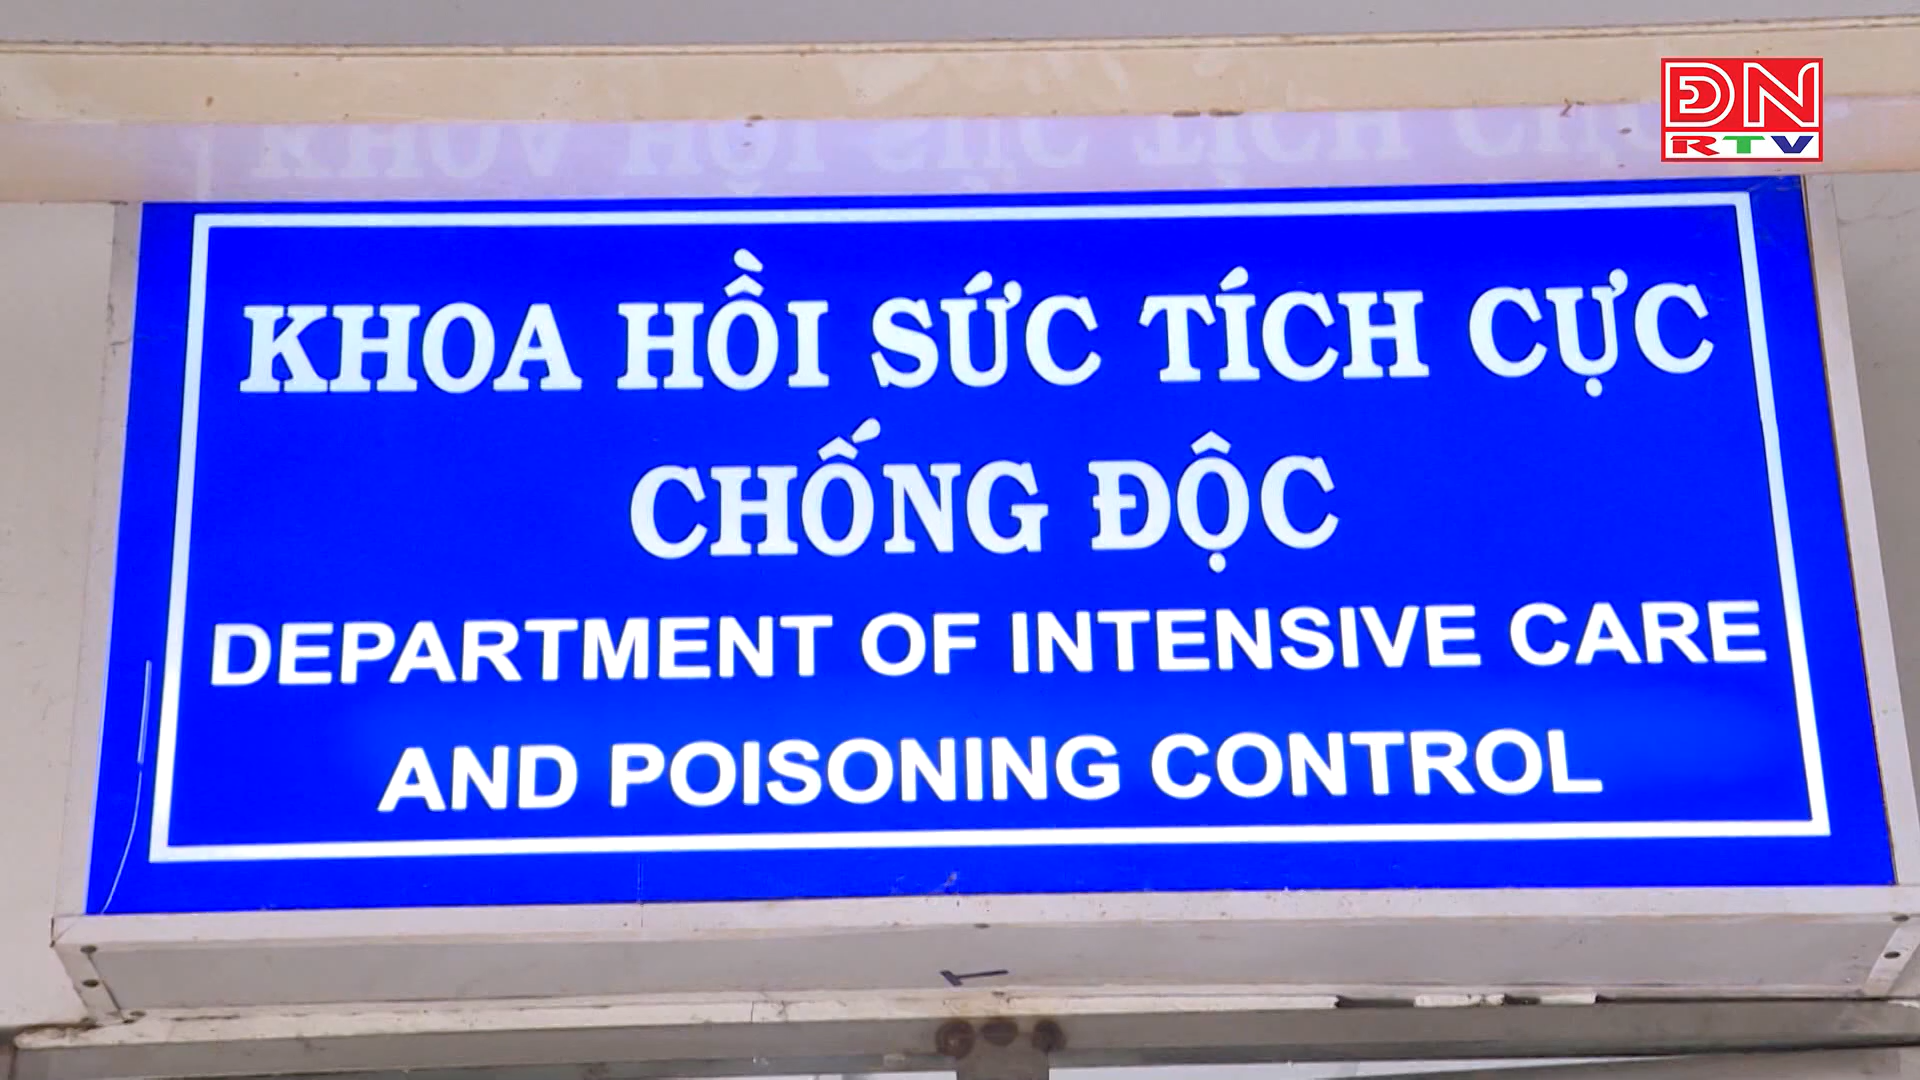 ĐN
RTV
KHOA HỒI SỨC TÍCH CỰC
CHỐNG ĐỘC
DEPARTMENT OF INTENSIVE CARE
AND POISONING CONTROL